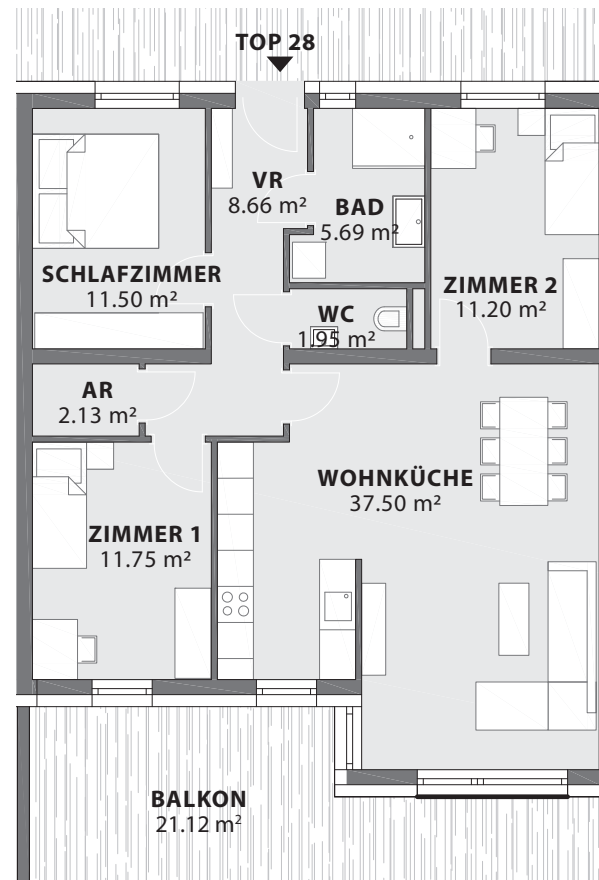 TOP 28
VR
8.66 m²
BAD
5.69 m²
SCHLAFZIMMER
11.50 m²
ZIMMER 2
11.20 m²
WC
1.95 m²
AR
2.13 m²
WOHNKÜCHE
37.50 m²
ZIMMER 1
11.75 m²
BALKON
21.12 m²